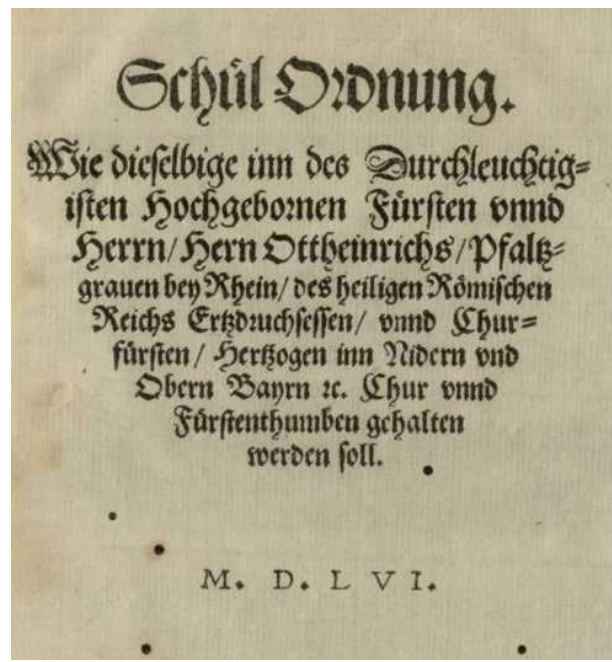 Schůl Ordnung.
Wie dieselbige inn des Durchleuchtig=
isten Hochgebornen Fürsten vnnd
Herrn/ Hern Ottheinrichs/ Pfaltz=
grauen bey Rhein/ des heiligen Römischen
Reichs Ertzdruchsessen/ vnnd Chur=
fürsten/ Hertzogen inn Nidern vnd
Obern Bayrn ꝛc. Chur vnnd
Fürstenthumben gehalten
werden soll.
M. D. L V I.